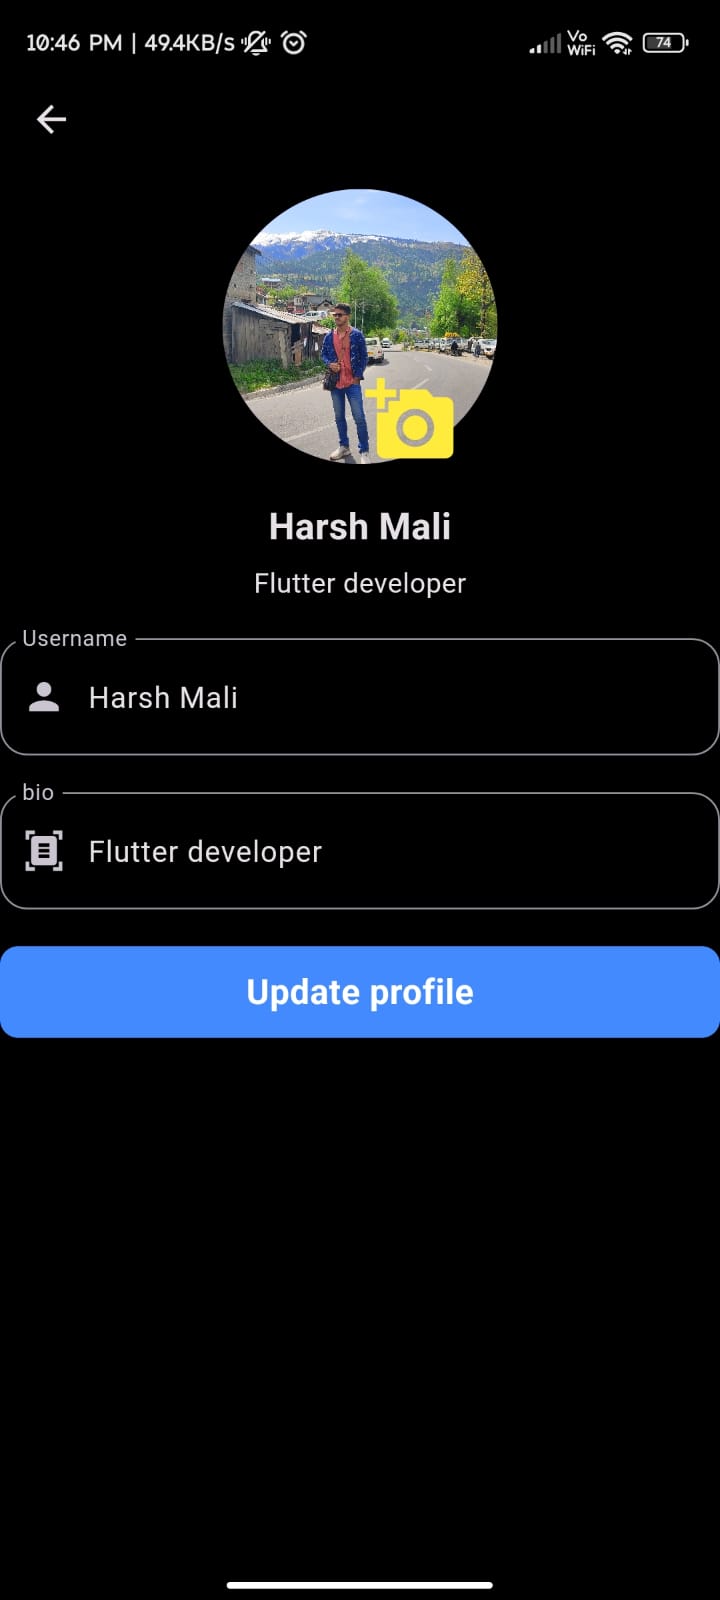 10:46 PM | 49.4KB/s
Vo
WiFi
74
Harsh Mali
Flutter developer
Username
Harsh Mali
bio
Flutter developer
Update profile